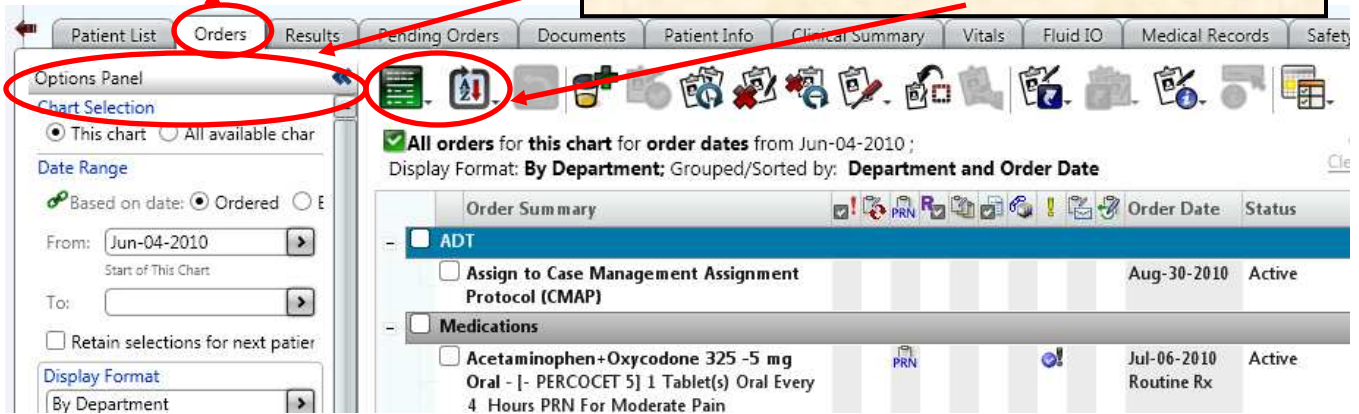 Patient List Orders Results Pending Orders Documents Patient Info Clinical Summary Vitals Fluid IO Medical Records Safety
Options Panel
Chart Selection
This chart All available char
Date Range
Based on date: Ordered E
From: Jun-04-2010
Start of This Chart
To:
Retain selections for next patier
Display Format
By Department
All orders for this chart for order dates from Jun-04-2010 ;
Cle
Display Format: By Department; Grouped/Sorted by: Department and Order Date
Order Summary PRN R Order Date Status
ADT
Assign to Case Management Assignment Aug-30-2010 Active
Protocol (CMAP)
Medications
Acetaminophen+Oxycodone 325 -5 mg PRN Jul-06-2010 Active
Oral - [- PERCOCET 5] 1 Tablet(s) Oral Every Routine Rx
4 Hours PRN For Moderate Pain